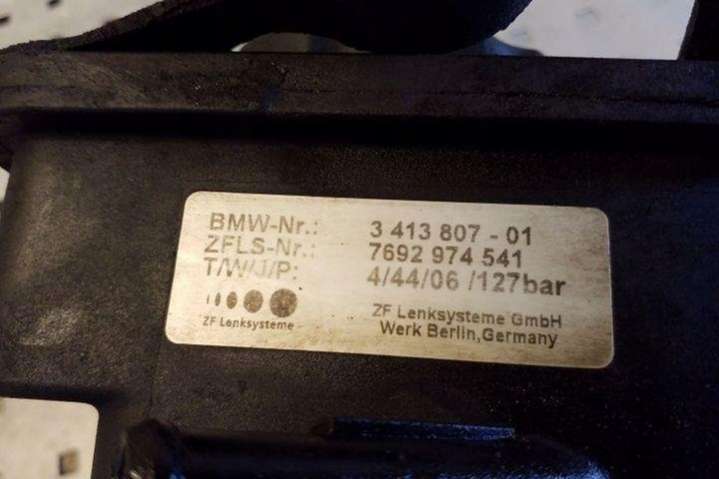 BMW-Nr.: 3 413 807 - 01
ZFLS-Nr.: 7692 974 541
T/W/J/P: 4/44/06 /127bar
ZF Lenksysteme
ZF Lenksysteme GmbH
Werk Berlin,Germany